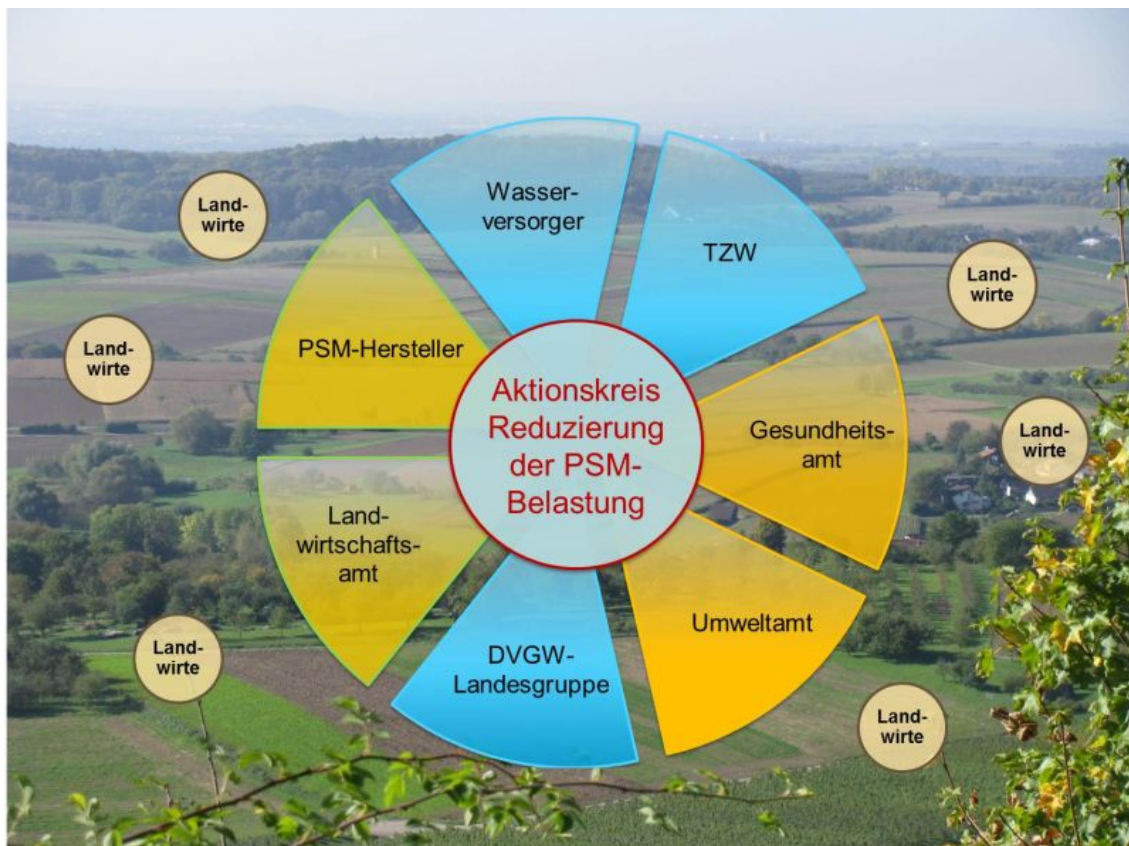 Wasser-
versorger
TZW
Land-
wirte
Land-
wirte
PSM-Hersteller
Land-
wirte
Aktionskreis
Reduzierung
der PSM-
Belastung
Gesundheits-
amt
Land-
wirte
Land-
wirtschafts-
amt
Umweltamt
DVGW-
Landesgruppe
Land-
wirte
Land-
wirte